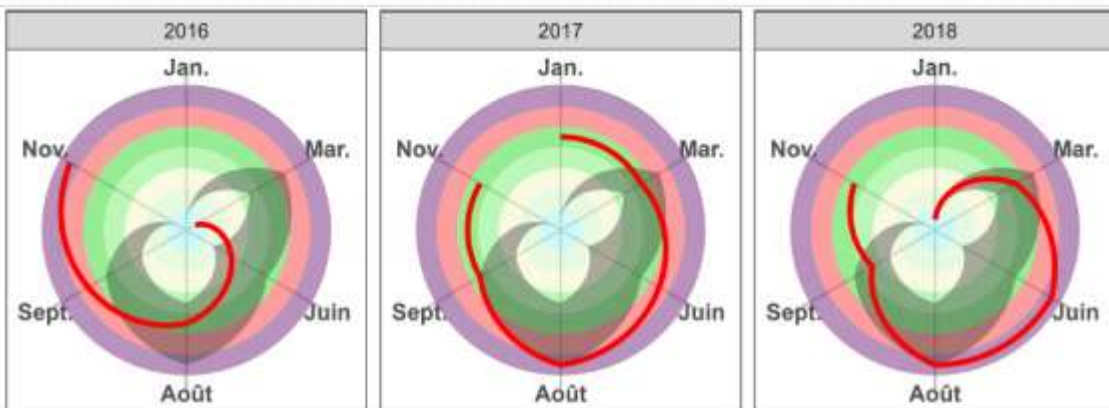 2016
Jan.
Nov.
Mar.
Sept.
Juin
Août
2017
Jan.
Nov.
Mar.
Sept.
Juin
Août
2018
Jan.
Nov.
Mar.
Sept.
Juin
Août